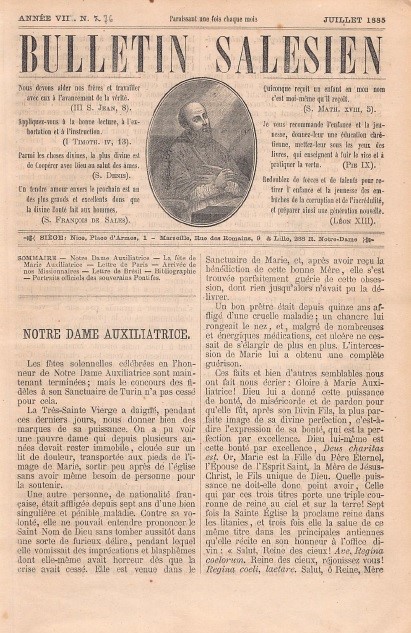 ANNÉE VII. N. 7. 76
Paraissant une fois chaque mois
JUILLET 1885
BULLETIN SALESIEN
Nous devons aider nos frères et travailler
avec eux à l'avancement de la vérité.
(III S. JEAN, 8).
Appliquez-vous à la bonne lecture, à l'ex-
hortation et à l'instruction.
(I TIMOTH. IV, 13).
Parmi les choses divines, la plus divine est
de Coopérer avec Dieu au salut des âmes.
(S. DENIS).
Un tendre amour envers le prochain est un
des plus grands et excellents dons que
la divine Bonté fait aux hommes.
(S. FRANÇOIS DE SALES).
Quiconque reçoit un enfant en mon nom
c'est moi-même qu'il reçoit.
(S. MATH. XVIII, 5).
Je vous recommande l'enfance et la jeu-
nesse, donnez-leur une éducation chré-
tienne, mettez-leur sous les yeux des
livres, qui enseignent à fuir le vice et à
pratiquer la vertu.
(PIE IX).
Redoublez de forces et de talents pour re-
tirer l'enfance et la jeunesse des em-
bûches de la corruption et de l'incrédulité,
et préparer ainsi une génération nouvelle.
(LÉON XIII).
SIÈGE: Nice, Place d'Armes, 1 - Marseille, Rue des Romains, 9 à Lille, 288 R. Notre-Dame
SOMMAIRE - Notre Dame Auxiliatrice. - La fête de
Marie Auxiliatrice - Lettre de Paris - Arrivée de
nos Missionnaires - Lettre de Brésil - Bibliographie
- Portraits officiels des souverains Pontifes.
NOTRE DAME AUXILIATRICE.
Les fêtes solennelles célébrées en l'hon-
neur de Notre Dame Auxiliatrice sont main-
tenant terminées; mais le concours des fi-
dèles à son Sanctuaire de Turin n'a pas cessé
pour cela.
La Très-Sainte Vierge a daigné, pendant
ces derniers jours, nous donner bien des
marques de sa puissance. On a pu voir
une pauvre dame qui depuis plusieurs an-
nées devait rester immobile, clouée sur un
lit de douleur, transportée aux pieds de l'i-
mage de Marie, sortir peu après de l'église
sans avoir même besoin de personne pour
la soutenir.
Une autre personne, de nationalité fran-
çaise, était affligée depuis sept ans d'une bien
singulière et pénible maladie. Contre sa vo-
lonté, elle ne pouvait entendre prononcer le
Saint Nom de Dieu sans tomber aussitôt dans
une sorte de furieux délire, pendant lequel
elle vomissait des imprécations et blasphèmes
dont elle-même avait horreur dès que la
crise avait cessé. Elle est venue dans le
Sanctuaire de Marie, et, après avoir reçu la
bénédiction de cette bonne Mère, elle s'est
trouvée parfaitement guérie de cette obses-
sion, dont rien jusqu'alors n'avait pu la dé-
livrer.
Un bon prêtre était depuis quinze ans af-
fligé d'une cruelle maladie; un chancre lui
rongeait le nez, et, malgré de nombreuses
et énergiques médications, cet ulcère ne ces-
sait de s'élargir de plus en plus. L'interces-
sion de Marie lui a obtenu une complète
guérison.
Ces faits et bien d'autres semblables nous
ont fait nous écrier: Gloire à Marie Auxi-
liatrice! Dieu lui a donné cette puissance
de bonté, de miséricorde et de pardon pour
qu'elle fût, après son Divin Fils, la plus par-
faite image de sa divine perfection, c'est-à-
dire l'expression de sa bonté, qui est la per-
fection par excellence. Dieu lui-même est
cette bonté par excellence, Deus charitas
est. Or, Marie est la Fille du Père Eternel,
l'Épouse de l'Esprit Saint, la Mère de Jésus-
Christ, le Fils unique de Dieu. Quelle puis-
sance ne doit-elle donc point avoir, Celle
qui par ces trois titres porte une triple cou-
ronne de reine au ciel et sur la terre! Sept
fois la Sainte Église la proclame reine dans
les litanies, et trois fois elle la salue de ce
même titre dans les principales antiennes
qu'elle récite en son honneur à l'office di-
vin: « Salut, Reine des cieux! Ave, Regina
coelorum. Reine des cieux, réjouissez vous!
Regina coeli, laetare. Salut, ô Reine, Mère